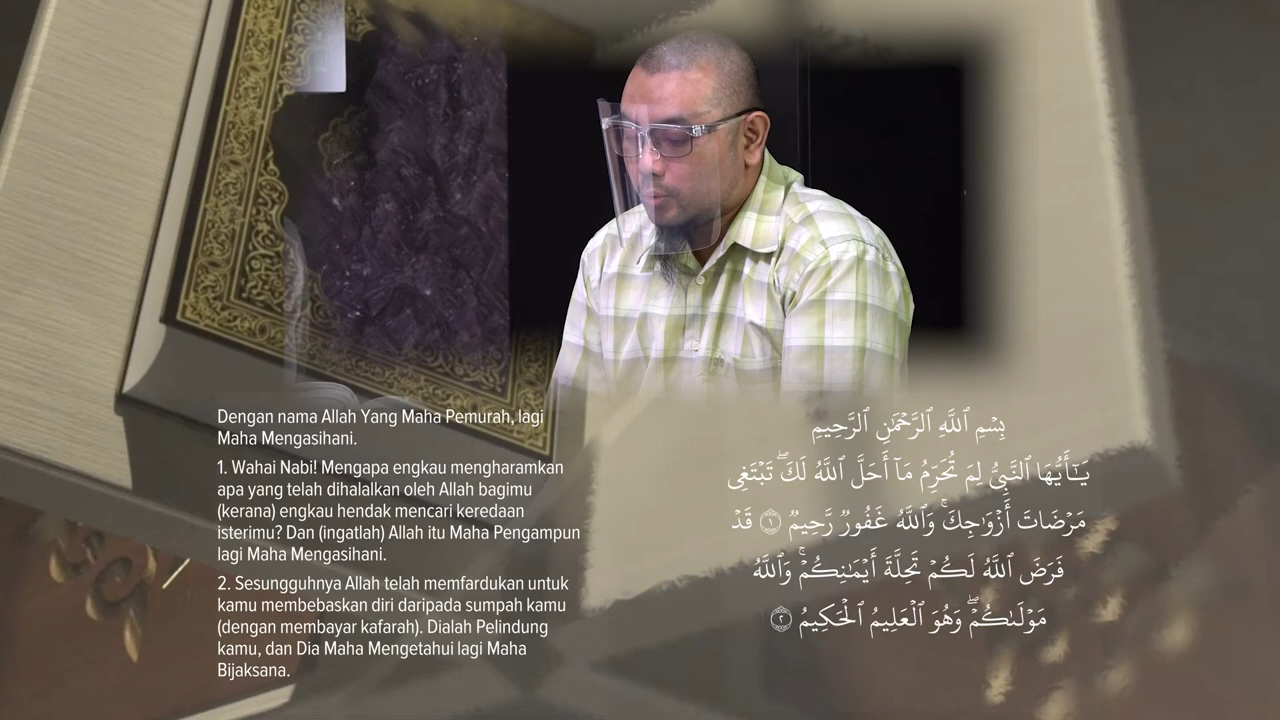 Dengan nama Allah Yang Maha Pemurah, lagi
Maha Mengasihani.
1. Wahai Nabi! Mengapa engkau mengharamkan
apa yang telah dihalalkan oleh Allah bagimu
(kerana) engkau hendak mencari keredaan
isterimu? Dan (ingatlah) Allah itu Maha Pengampun
lagi Maha Mengasihani.
2. Sesungguhnya Allah telah memfardukan untuk
kamu membebaskan diri daripada sumpah kamu
(dengan membayar kafarah). Dialah Pelindung
kamu, dan Dia Maha Mengetahui lagi Maha
Bijaksana.
بِسْمِ ٱللَّهِ ٱلرَّحْمَٰنِ ٱلرَّحِيمِ
يَـٰٓأَيُّهَا ٱلنَّبِىُّ لِمَ تُحَرِّمُ مَآ أَحَلَّ ٱللَّهُ لَكَ ۖ تَبْتَغِى
مَرْضَاتَ أَزْوَٰجِكَ ۚ وَٱللَّهُ غَفُورٌ رَّحِيمٌ ١ قَدْ
فَرَضَ ٱللَّهُ لَكُمْ تَحِلَّةَ أَيْمَـٰنِكُمْ ۚ وَٱللَّهُ
مَوْلَىٰكُمْ ۖ وَهُوَ ٱلْعَلِيمُ ٱلْحَكِيمُ ٢